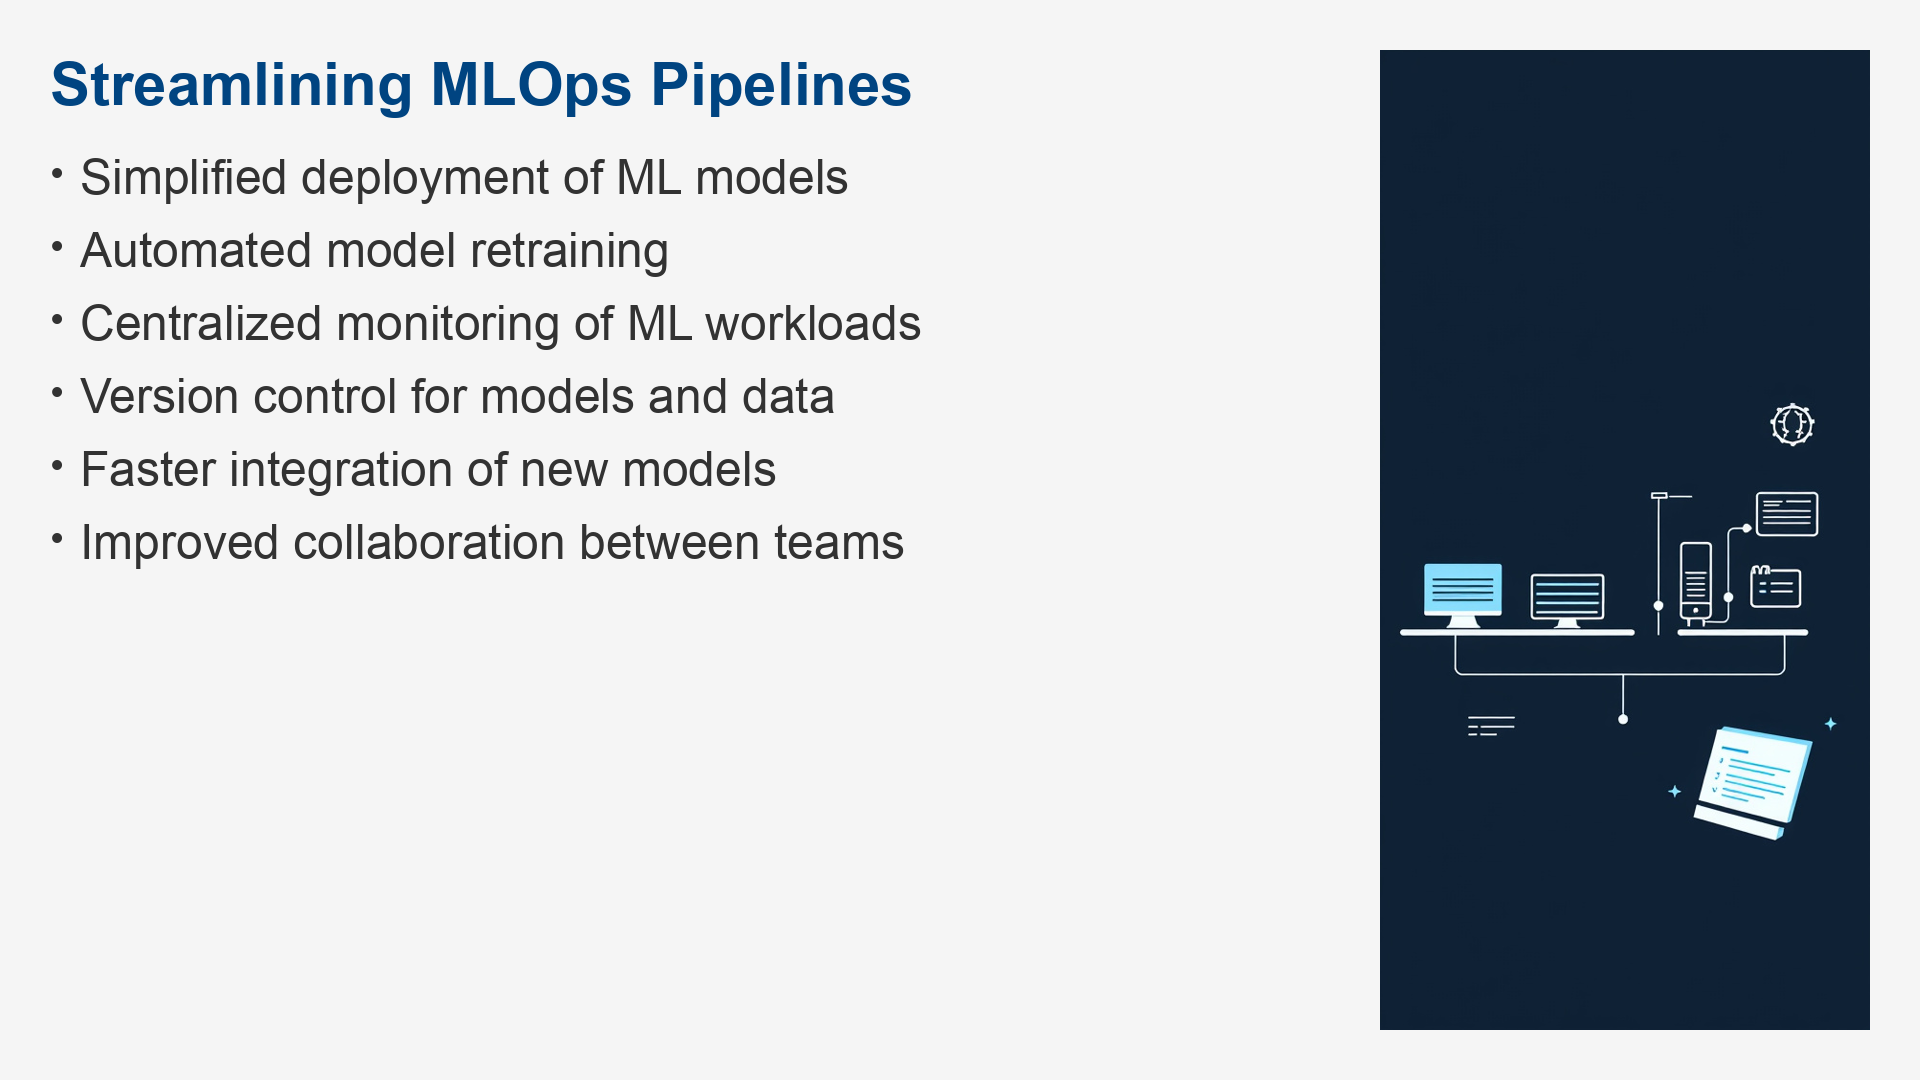 Streamlining MLOps Pipelines
• Simplified deployment of ML models
• Automated model retraining
• Centralized monitoring of ML workloads
• Version control for models and data
• Faster integration of new models
• Improved collaboration between teams